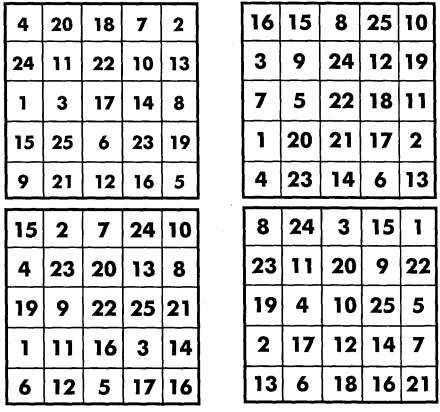 4 20 18 7 2
24 11 22 10 13
1 3 17 14 8
15 25 6 23 19
9 21 12 16 5
16 15 8 25 10
3 9 24 12 19
7 5 22 18 11
1 20 21 17 2
4 23 14 6 13
15 2 7 24 10
4 23 20 13 8
19 9 22 25 21
1 11 16 3 14
6 12 5 17 16
8 24 3 15 1
23 11 20 9 22
19 4 10 25 5
2 17 12 14 7
13 6 18 16 21